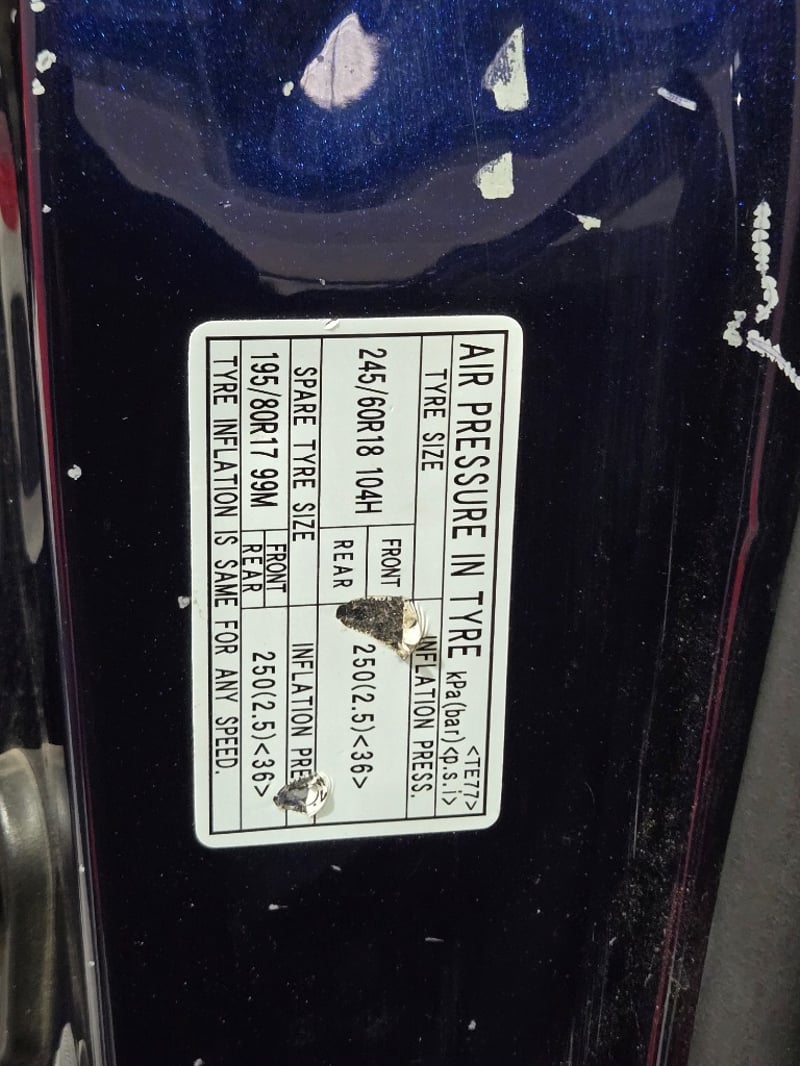 AIR PRESSURE IN TYRE <TE77>
kPa(bar)<p.s.i>
TYRE SIZE INFLATION PRESS.
245/60R18 104H FRONT 250(2.5)<36>
REAR
SPARE TYRE SIZE INFLATION PRE
195/80R17 99M FRONT 250(2.5)<36>
REAR
TYRE INFLATION IS SAME FOR ANY SPEED.